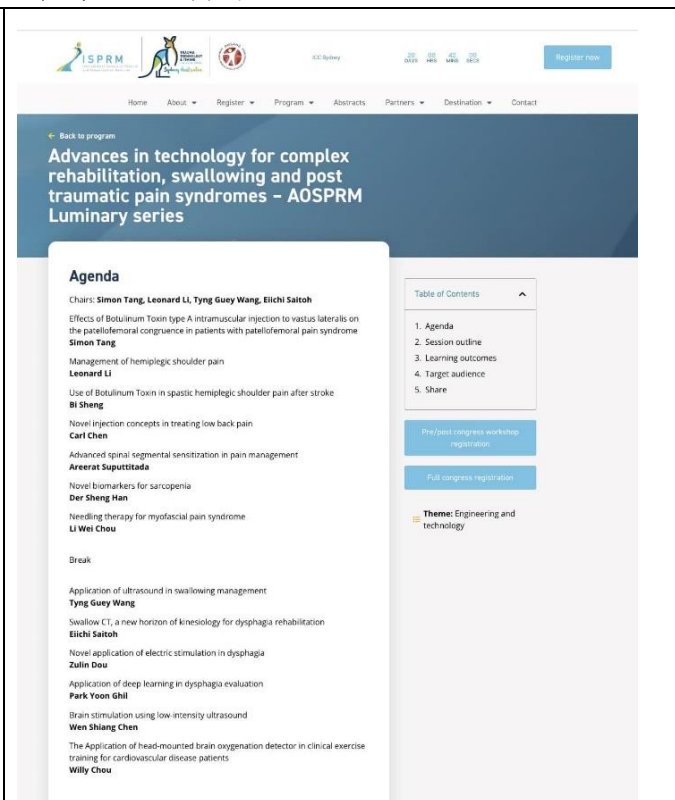 ISPRM
Sydney Australia
ICC Sydney
DAYS HRS MINS SECS
Register now
Home About Register Program Abstracts Partners Destination Contact
← Back to program
Advances in technology for complex
rehabilitation, swallowing and post
traumatic pain syndromes – AOSPRM
Luminary series
Agenda
Chairs: Simon Tang, Leonard Li, Tyng Guey Wang, Eiichi Saitoh
Effects of Botulinum Toxin type A intramuscular injection to vastus lateralis on
the patellofemoral congruence in patients with patellofemoral pain syndrome
Simon Tang
Management of hemiplegic shoulder pain
Leonard Li
Use of Botulinum Toxin in spastic hemiplegic shoulder pain after stroke
Bi Sheng
Novel injection concepts in treating low back pain
Carl Chen
Advanced spinal segmental sensitization in pain management
Areerat Suputtitada
Novel biomarkers for sarcopenia
Der Sheng Han
Needling therapy for myofascial pain syndrome
Li Wei Chou
Break
Application of ultrasound in swallowing management
Tyng Guey Wang
Swallow CT, a new horizon of kinesiology for dysphagia rehabilitation
Eiichi Saitoh
Novel application of electric stimulation in dysphagia
Zulin Dou
Application of deep learning in dysphagia evaluation
Park Yoon Ghil
Brain stimulation using low-intensity ultrasound
Wen Shiang Chen
The Application of head-mounted brain oxygenation detector in clinical exercise
training for cardiovascular disease patients
Willy Chou
Table of Contents
1. Agenda
2. Session outline
3. Learning outcomes
4. Target audience
5. Share
Pre/post congress workshop
registration
Full congress registration
Theme: Engineering and
technology